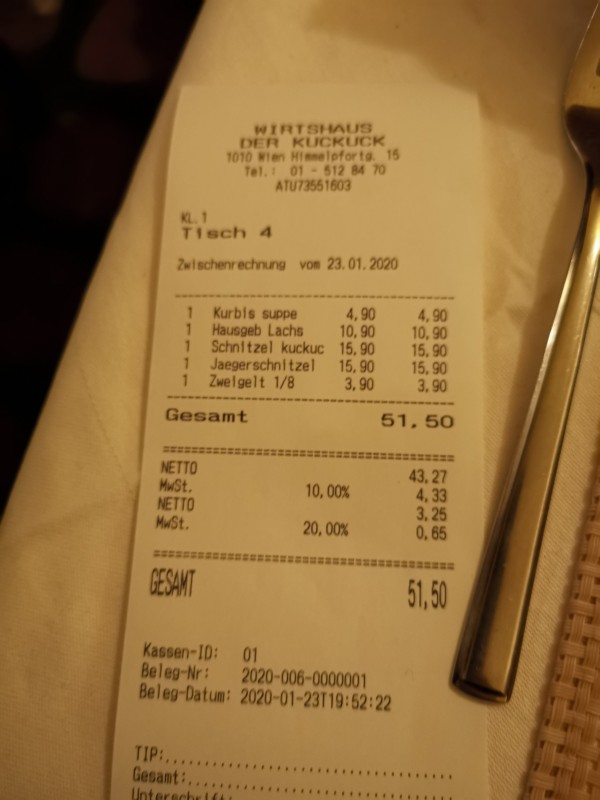 WIRTSHAUS
DER KUCKUCK
1010 Wien Himmelpfortg. 15
Tel.: 01 - 512 84 70
ATU73551603
KL.1
Tisch 4
Zwischenrechnung vom 23.01.2020
1 Kurbis suppe 4,90 4,90
1 Hausgeb Lachs 10,90 10,90
1 Schnitzel kuckuc 15,90 15,90
1 Jaegerschnitzel 15,90 15,90
1 Zweigelt 1/8 3,90 3,90
Gesamt 51,50
NETTO 43,27
MwSt. 10,00% 4,33
NETTO 3,25
MwSt. 20,00% 0,65
GESAMT 51,50
Kassen-ID: 01
Beleg-Nr: 2020-006-0000001
Beleg-Datum: 2020-01-23T19:52:22
TIP:
Gesamt:
Unterschrift: